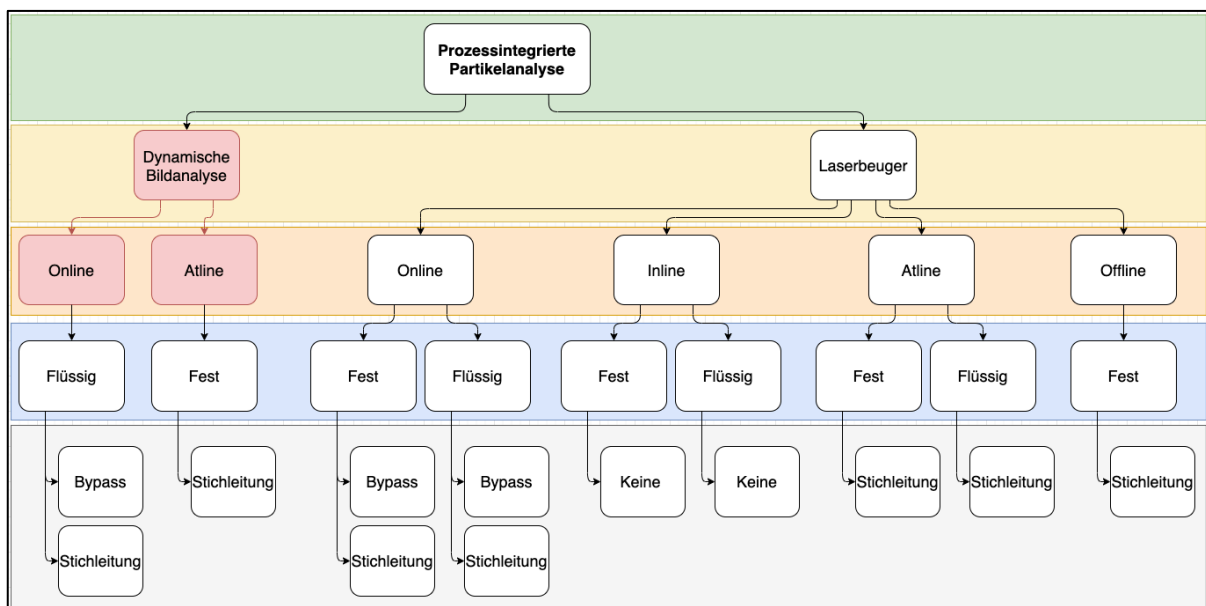 Prozessintegrierte
Partikelanalyse
Dynamische
Bildanalyse
Laserbeuger
Online
Atline
Online
Inline
Atline
Offline
Flüssig
Fest
Fest
Flüssig
Fest
Flüssig
Fest
Flüssig
Fest
Bypass
Stichleitung
Bypass
Bypass
Keine
Keine
Stichleitung
Stichleitung
Stichleitung
Stichleitung
Stichleitung
Stichleitung